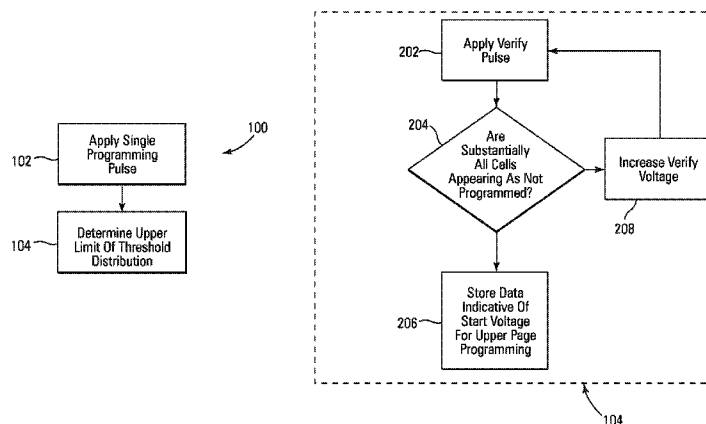 100
102
Apply Single
Programming
Pulse
104
Determine Upper
Limit Of Threshold
Distribution
202
Apply Verify
Pulse
204
Are
Substantially
All Cells
Appearing As Not
Programmed?
Increase Verify
Voltage
208
206
Store Data
Indicative Of
Start Voltage
For Upper Page
Programming
104